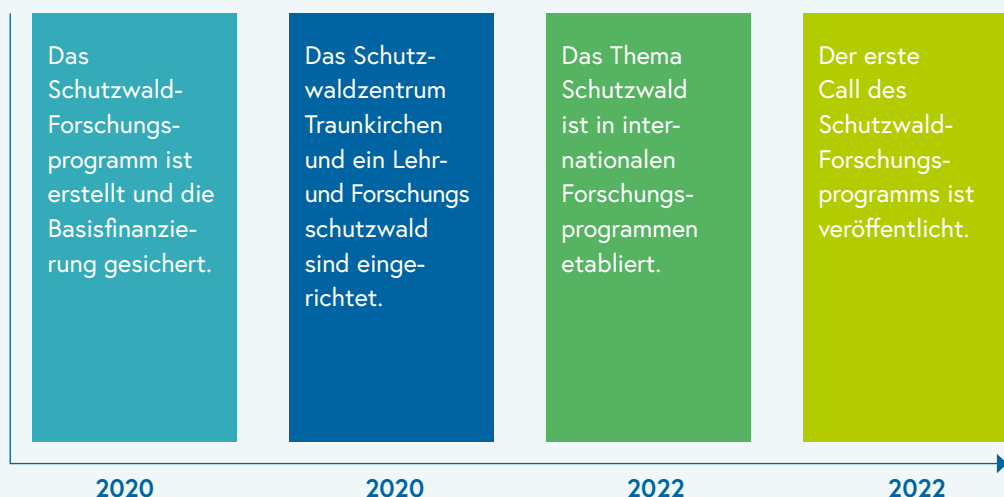 Das
Schutzwald-
Forschungs-
programm ist
erstellt und die
Basisfinanzie-
rung gesichert.
Das Schutz-
waldzentrum
Traunkirchen
und ein Lehr-
und Forschungs
schutzwald
sind einge-
richtet.
Das Thema
Schutzwald
ist in inter-
nationalen
Forschungs-
programmen
etabliert.
Der erste
Call des
Schutzwald-
Forschungs-
programms ist
veröffentlicht.
2020
2020
2022
2022